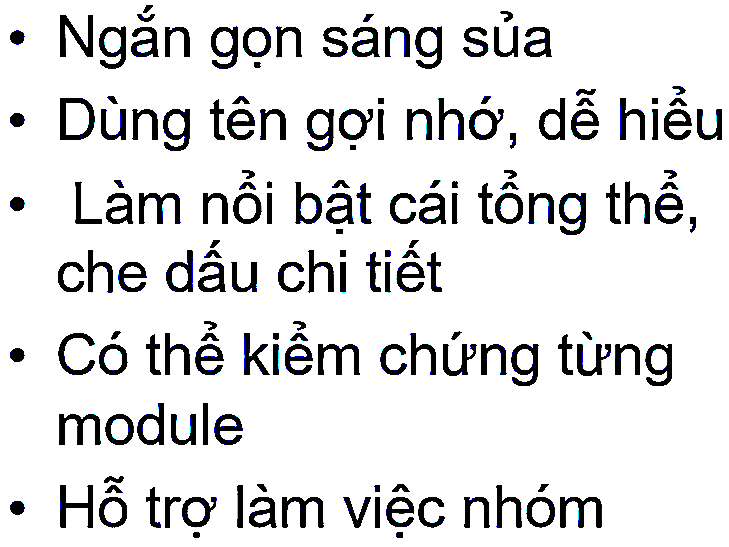 • Ngắn gọn sáng sủa
• Dùng tên gợi nhớ, dễ hiểu
• Làm nổi bật cái tổng thể,
che dấu chi tiết
• Có thể kiểm chứng từng
module
• Hỗ trợ làm việc nhóm